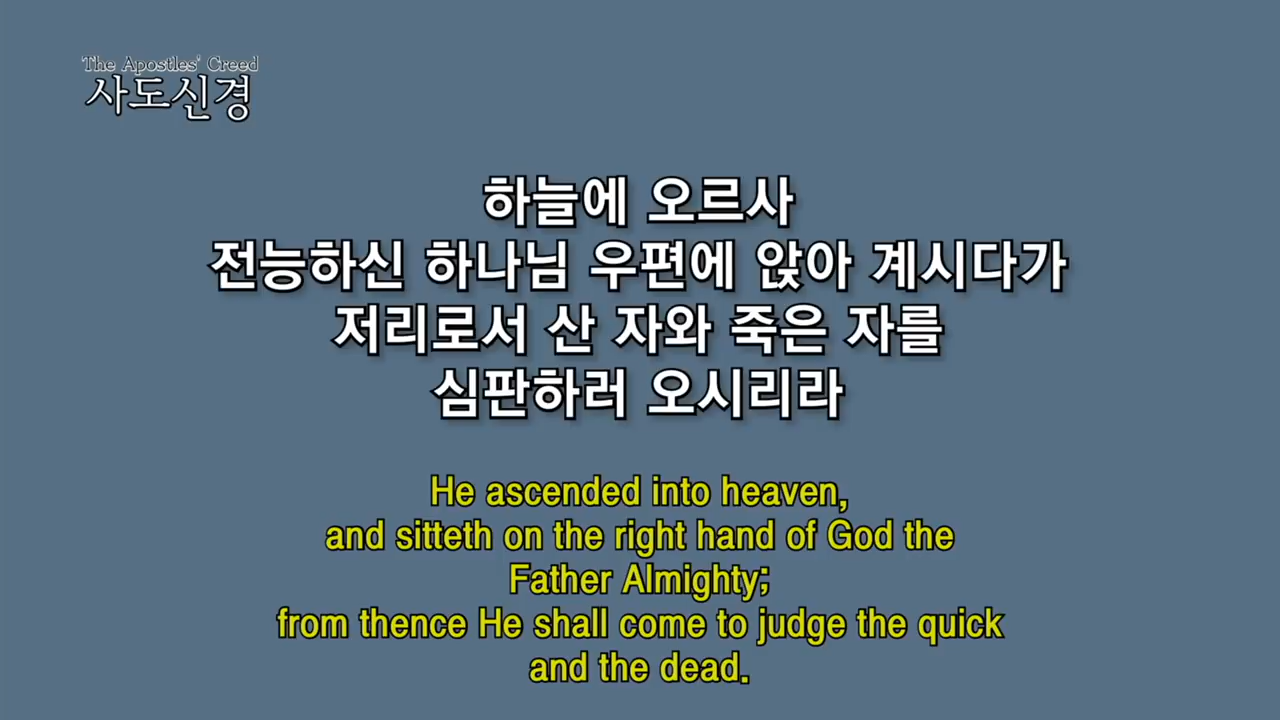 The Apostles' Creed
사도신경
하늘에 오르사
전능하신 하나님 우편에 앉아 계시다가
저리로서 산 자와 죽은 자를
심판하러 오시리라
He ascended into heaven,
and sitteth on the right hand of God the
Father Almighty;
from thence He shall come to judge the quick
and the dead.